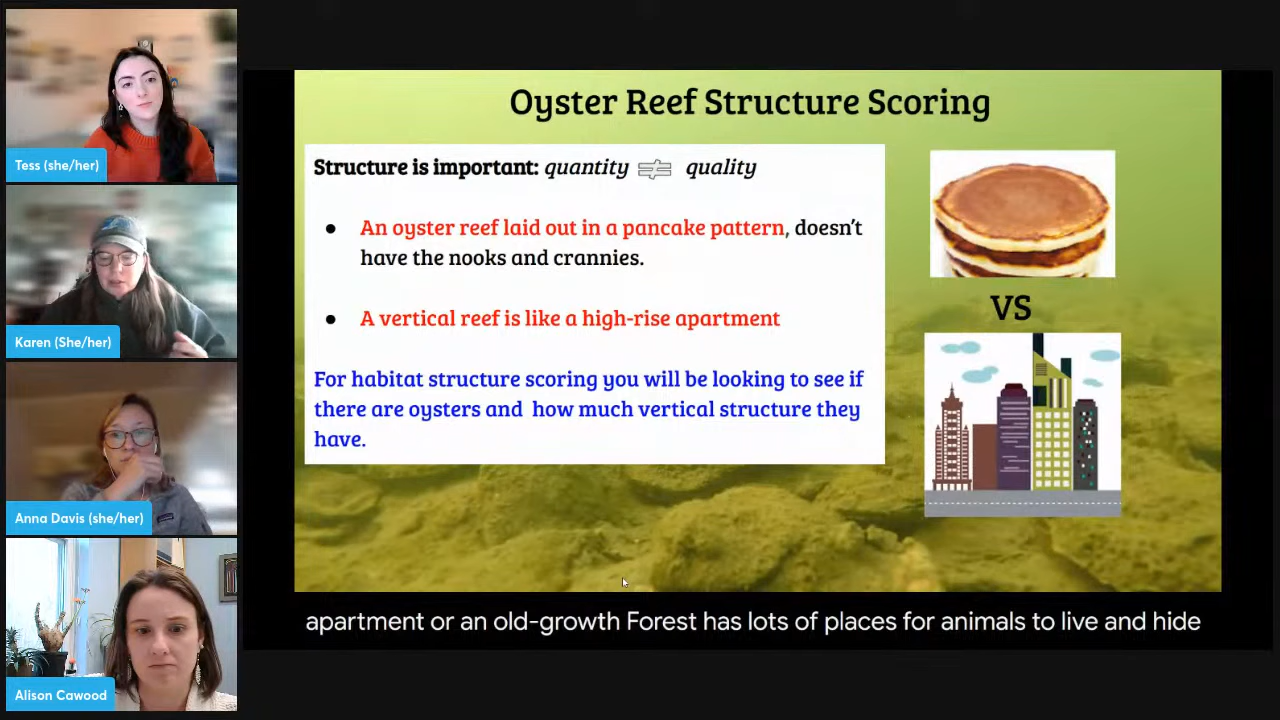 Tess (she/her)
Karen (She/her)
Anna Davis (she/her)
Alison Cawood
Oyster Reef Structure Scoring
Structure is important: quantity ≠ quality
● An oyster reef laid out in a pancake pattern, doesn’t
have the nooks and crannies.
● A vertical reef is like a high-rise apartment
For habitat structure scoring you will be looking to see if
there are oysters and how much vertical structure they
have.
VS
apartment or an old-growth Forest has lots of places for animals to live and hide